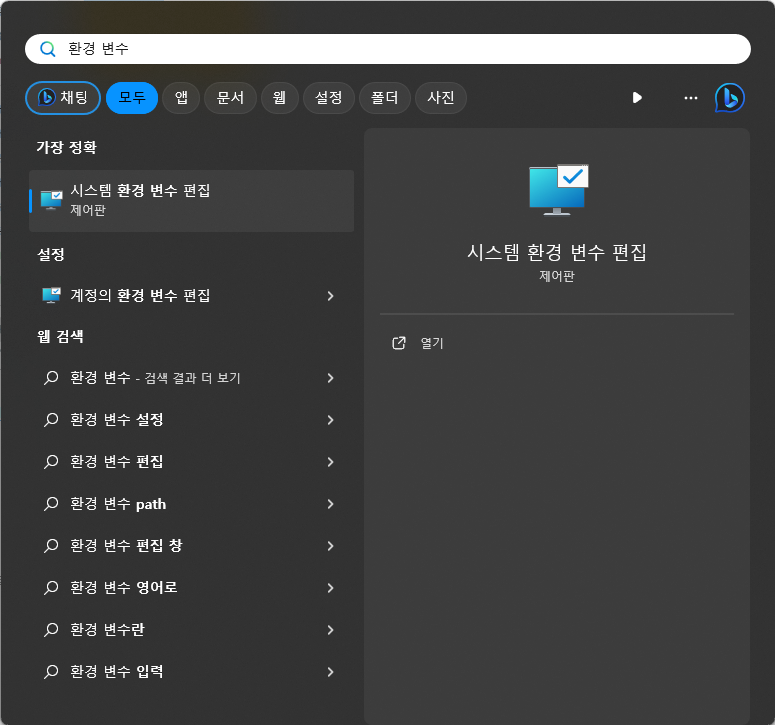 환경 변수
채팅
모두
앱
문서
웹
설정
폴더
사진
가장 정확
시스템 환경 변수 편집
제어판
설정
계정의 환경 변수 편집
웹 검색
환경 변수 - 검색 결과 더 보기
환경 변수 설정
환경 변수 편집
환경 변수 path
환경 변수 편집 창
환경 변수 영어로
환경 변수란
환경 변수 입력
시스템 환경 변수 편집
제어판
열기